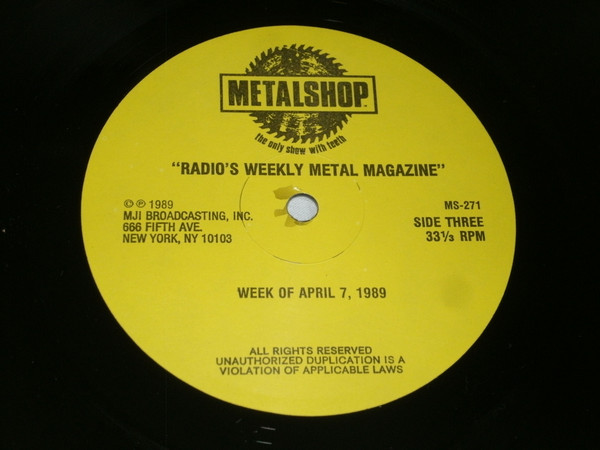 METALSHOP™
the only show with teeth
"RADIO'S WEEKLY METAL MAGAZINE"
© ℗ 1989
MJI BROADCASTING, INC.
666 FIFTH AVE.
NEW YORK, NY 10103
MS-271
SIDE THREE
33⅓ RPM
WEEK OF APRIL 7, 1989
ALL RIGHTS RESERVED
UNAUTHORIZED DUPLICATION IS A
VIOLATION OF APPLICABLE LAWS